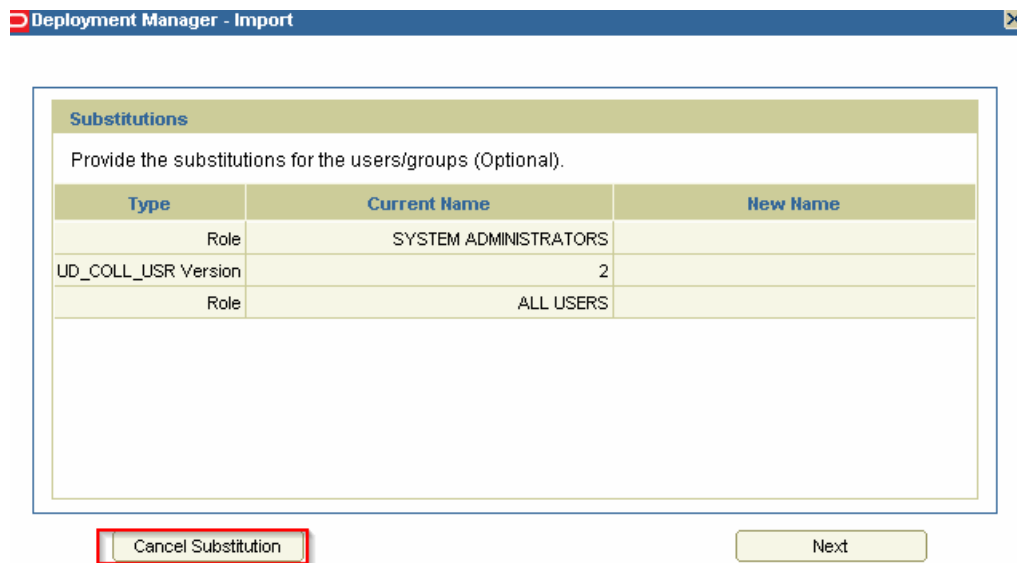 Deployment Manager - Import
Substitutions
Provide the substitutions for the users/groups (Optional).
Type Current Name New Name
Role SYSTEM ADMINISTRATORS
UD_COLL_USR Version 2
Role ALL USERS
Cancel Substitution Next